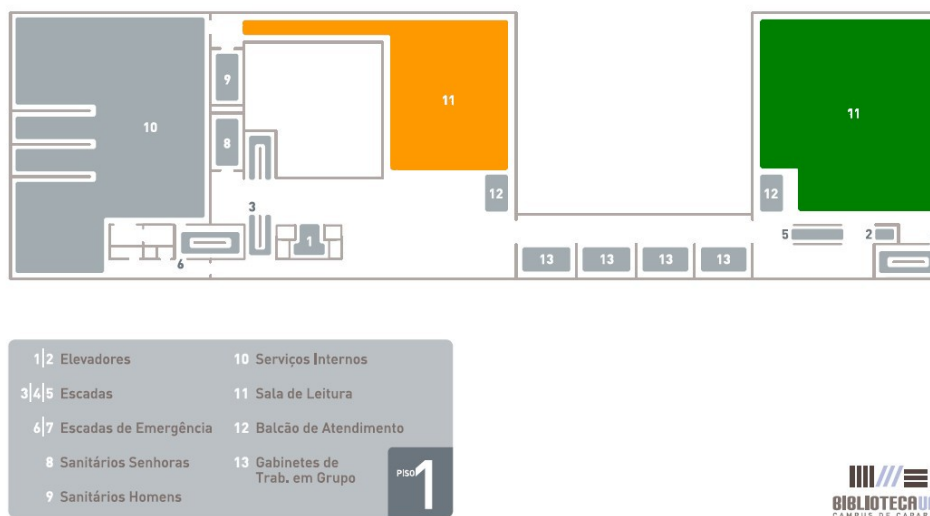 11
9
11
10
8
12
12
3
5
2
1
6
13 13 13 13
1|2 Elevadores
3|4|5 Escadas
6|7 Escadas de Emergência
8 Sanitários Senhoras
9 Sanitários Homens
10 Serviços Internos
11 Sala de Leitura
12 Balcão de Atendimento
13 Gabinetes de
Trab. em Grupo
PISO 1